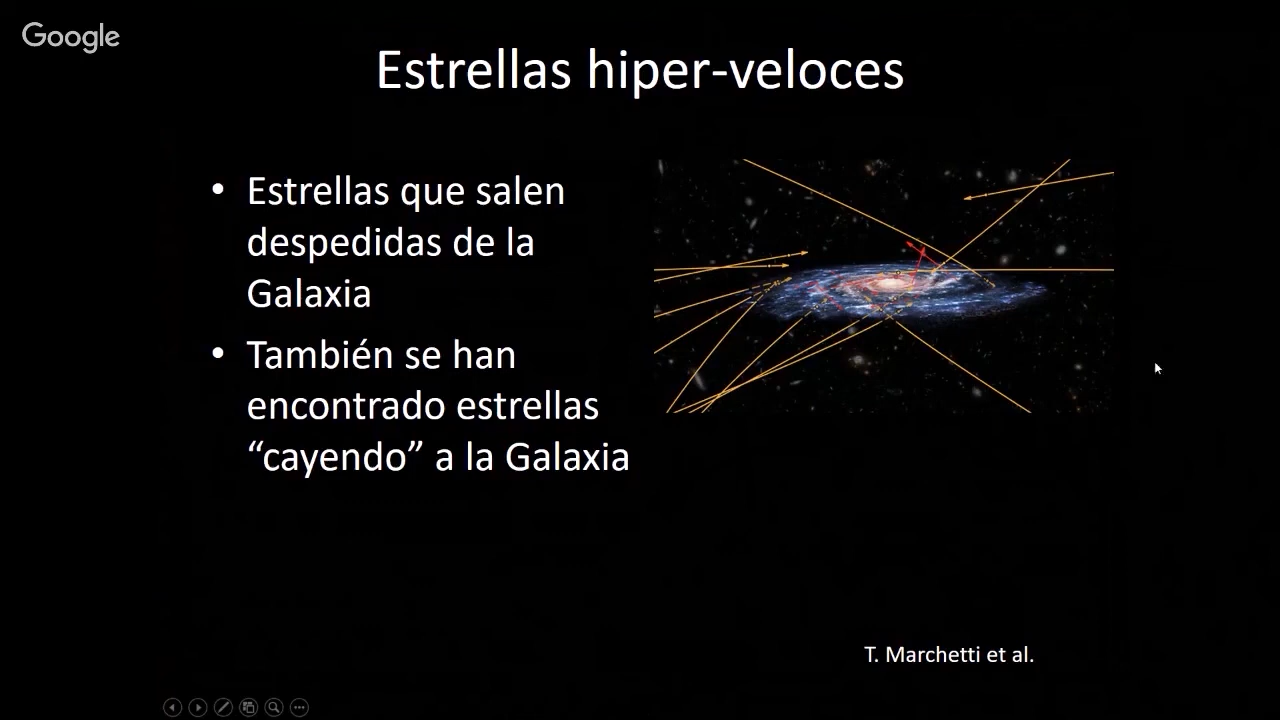 Google
Estrellas hiper-veloces
• Estrellas que salen
despedidas de la
Galaxia
• También se han
encontrado estrellas
“cayendo” a la Galaxia
T. Marchetti et al.